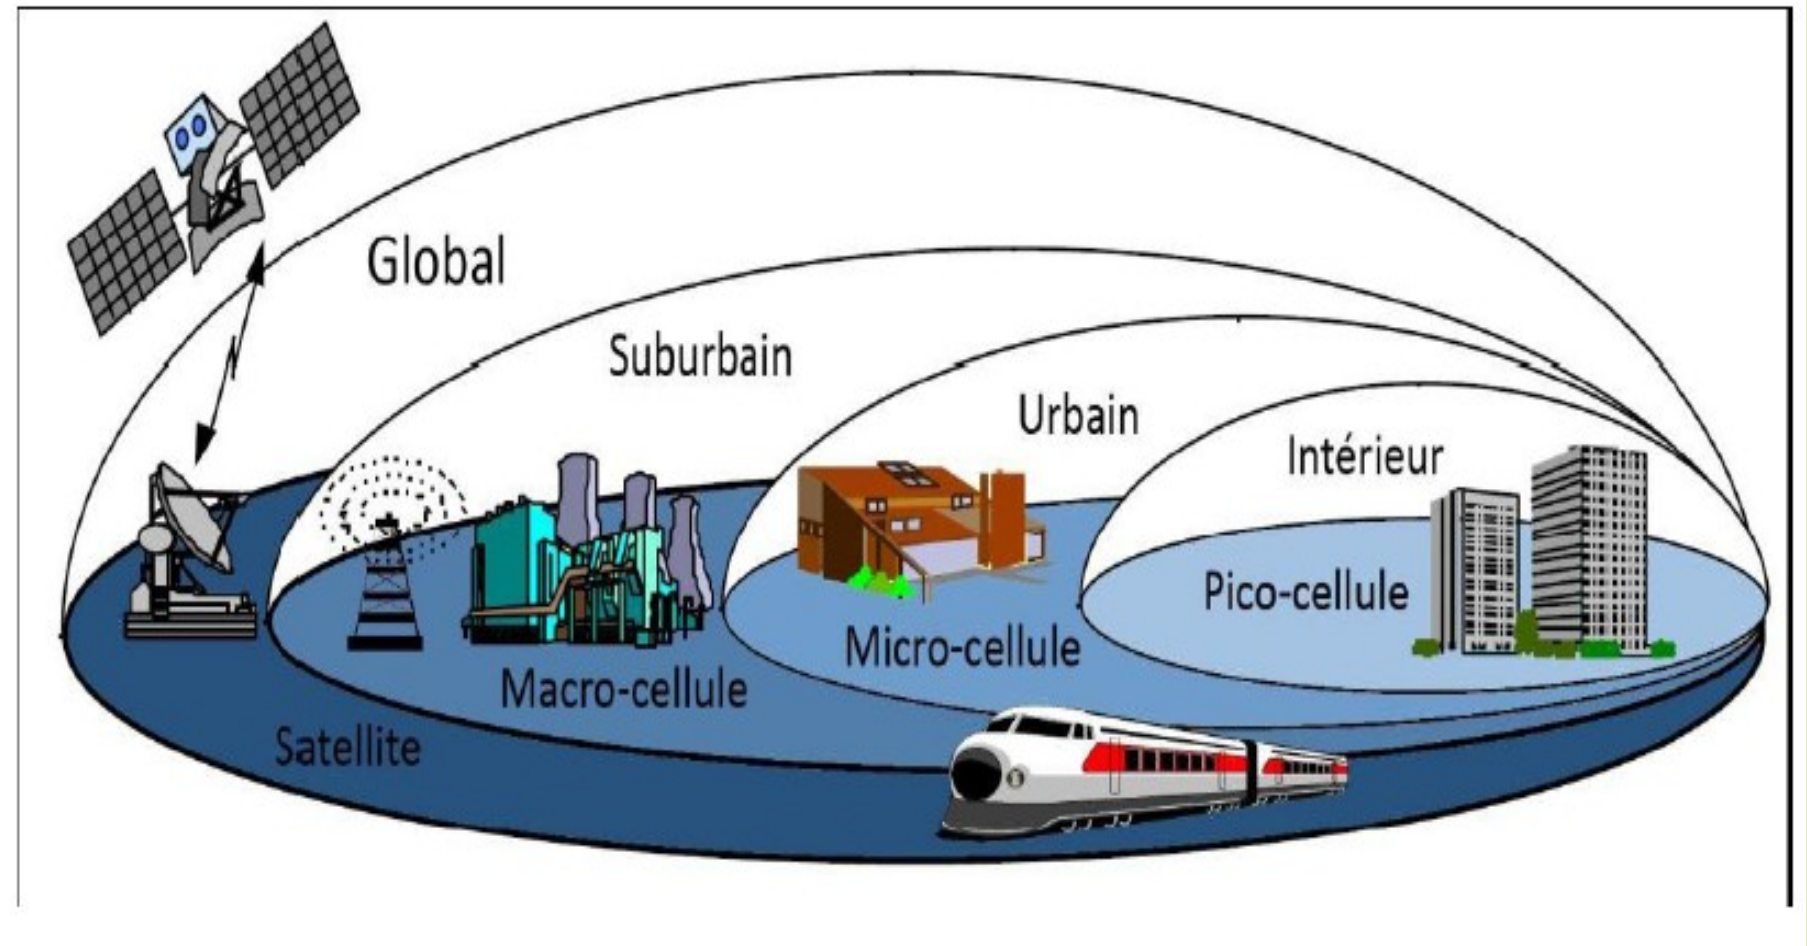 Global
Suburbain
Urbain
Intérieur
Pico-cellule
Micro-cellule
Macro-cellule
Satellite